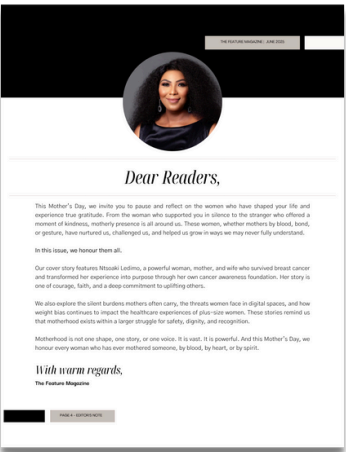 THE FEATURE MAGAZINE | JUNE 2025
Dear Readers,
This Mother's Day, we invite you to pause and reflect on the women who have shaped your life and
experience true gratitude. From the woman who supported you in silence to the stranger who offered
a moment of kindness, motherly presence is all around us. These women, whether mothers by blood, bond,
or gesture, have nurtured us, challenged us, and helped us grow in ways we may never fully understand.
In this issue, we honour them all.
Our cover story features Ntsoaki Ledimo, a powerful woman, mother, and wife who survived breast cancer
and transformed her experience into purpose through her own cancer awareness foundation. Her story is
one of courage, faith, and a deep commitment to uplifting others.
We also explore the silent burdens mothers often carry, the threats women face in digital spaces, and how
weight bias continues to impact the healthcare experiences of plus-size women. These stories remind us
that motherhood exists within a larger struggle for safety, dignity, and recognition.
Motherhood is not one shape, one story, or one voice. It is vast. It is powerful. And this Mother's Day, we
honour every woman who has ever mothered someone, by blood, by heart, or by spirit.
With warm regards,
The Feature Magazine
PAGE 4 - EDITOR'S NOTE